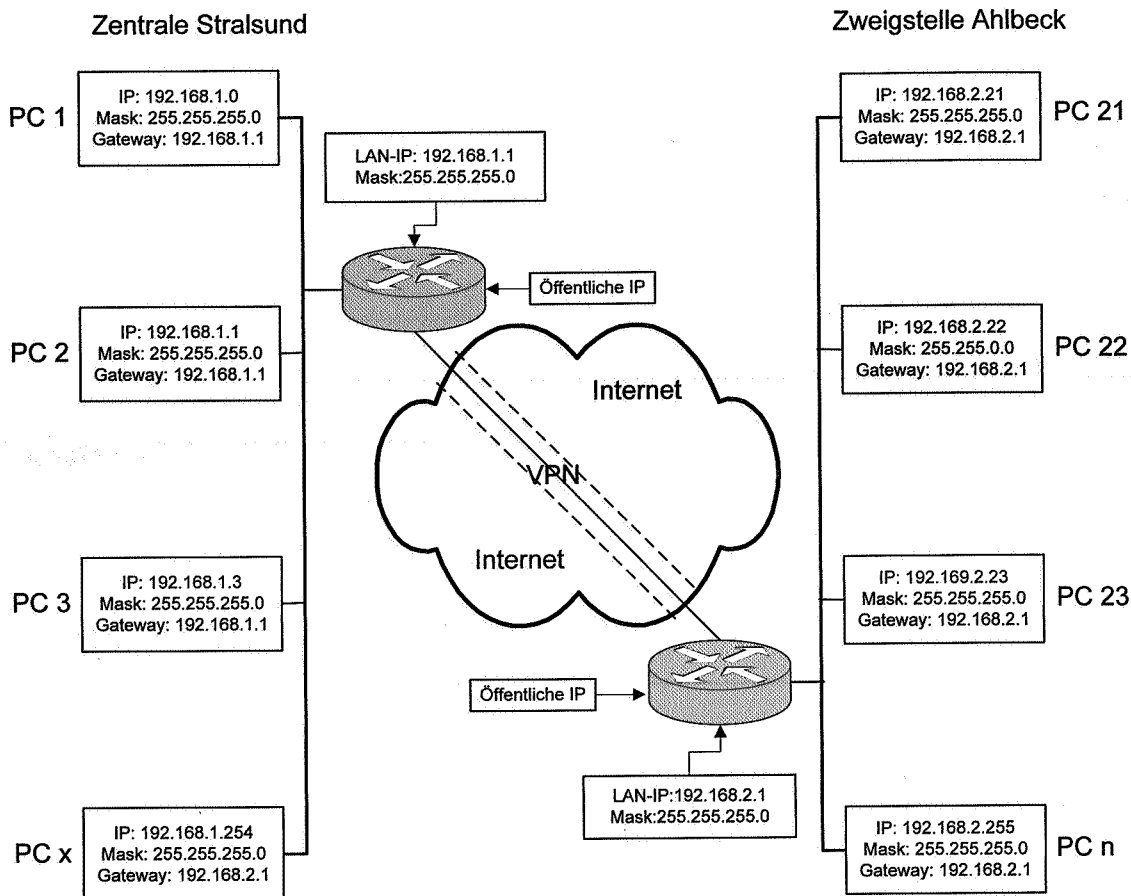 Zentrale Stralsund
Zweigstelle Ahlbeck
PC 1
IP: 192.168.1.0
Mask: 255.255.255.0
Gateway: 192.168.1.1
LAN-IP: 192.168.1.1
Mask:255.255.255.0
IP: 192.168.2.21
Mask: 255.255.255.0
Gateway: 192.168.2.1
PC 21
Öffentliche IP
PC 2
IP: 192.168.1.1
Mask: 255.255.255.0
Gateway: 192.168.1.1
IP: 192.168.2.22
Mask: 255.255.0.0
Gateway: 192.168.2.1
PC 22
Internet
VPN
Internet
PC 3
IP: 192.168.1.3
Mask: 255.255.255.0
Gateway: 192.168.1.1
IP: 192.169.2.23
Mask: 255.255.255.0
Gateway: 192.168.2.1
PC 23
Öffentliche IP
LAN-IP:192.168.2.1
Mask:255.255.255.0
PC x
IP: 192.168.1.254
Mask: 255.255.255.0
Gateway: 192.168.2.1
IP: 192.168.2.255
Mask: 255.255.255.0
Gateway: 192.168.2.1
PC n